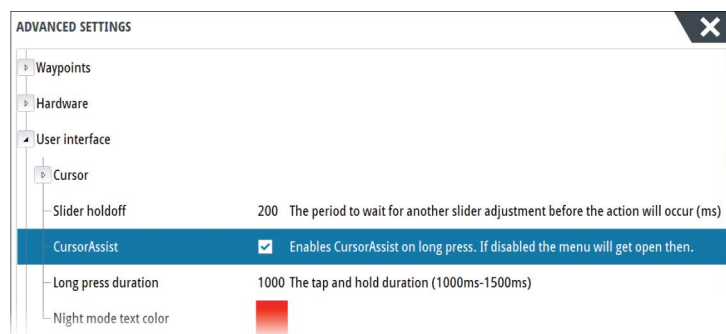 ADVANCED SETTINGS
Waypoints
Hardware
User interface
Cursor
Slider holdoff 200 The period to wait for another slider adjustment before the action will occur (ms)
CursorAssist Enables CursorAssist on long press. If disabled the menu will get open then.
Long press duration 1000 The tap and hold duration (1000ms-1500ms)
Night mode text color